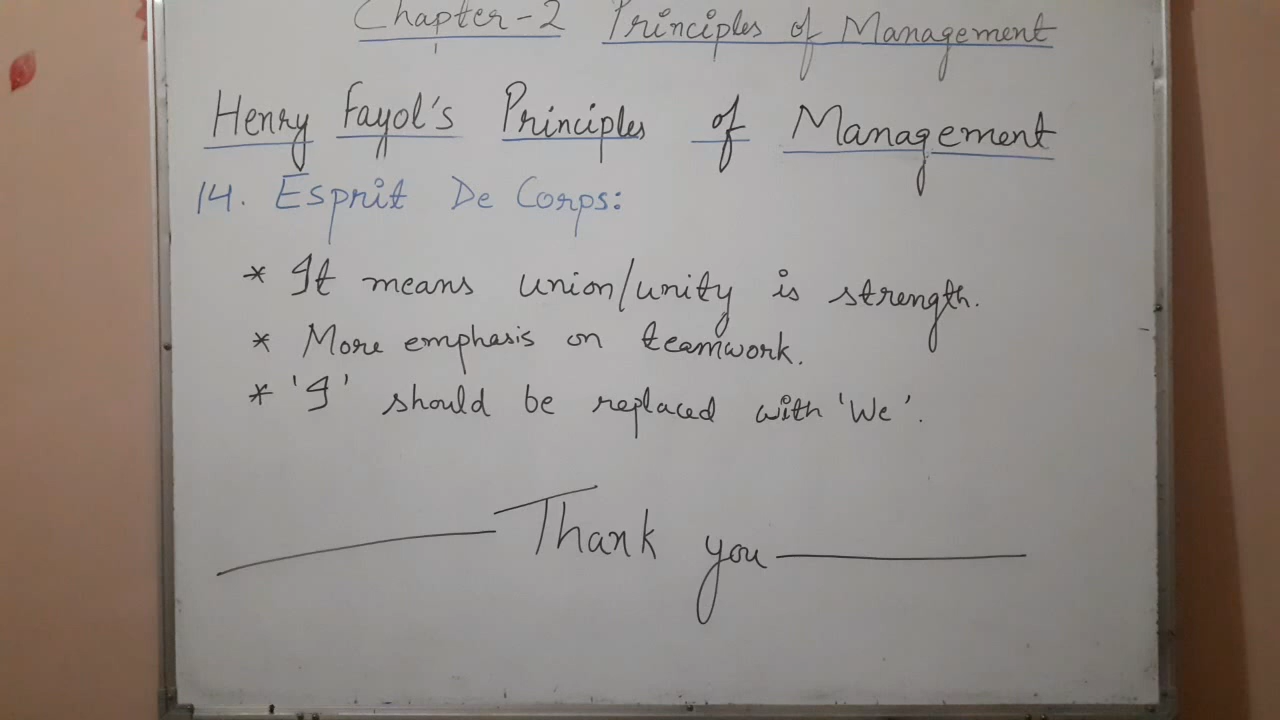 Chapter-2 Principles of Management
Henry Fayol's Principles of Management
14. Esprit De Corps:
* It means union/unity is strength.
* More emphasis on teamwork.
* 'I' should be replaced with 'We'.
Thank you